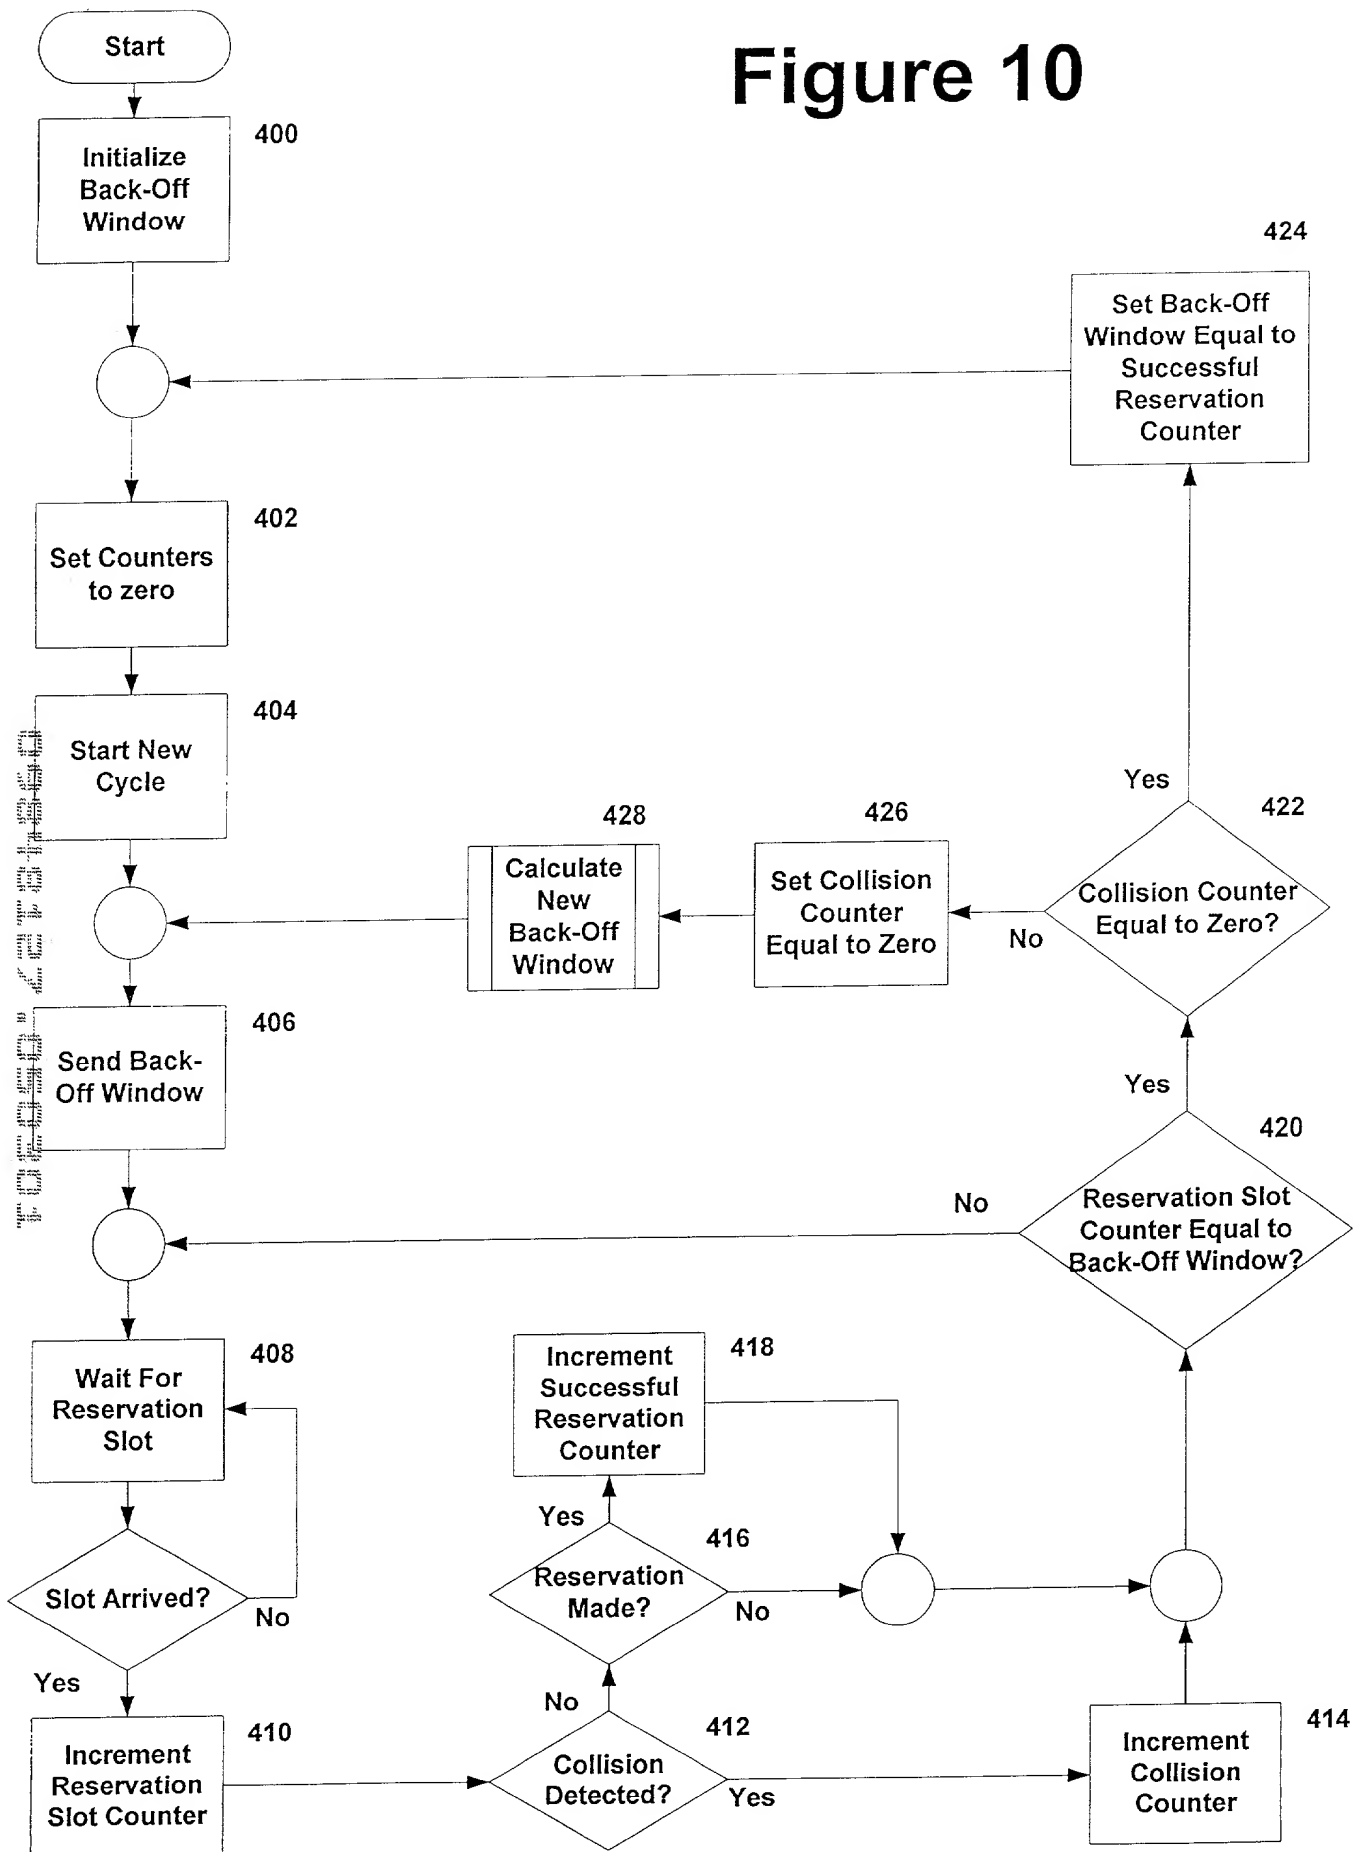 Figure 10
Start
400
Initialize
Back-Off
Window
424
Set Back-Off
Window Equal to
Successful
Reservation
Counter
402
Set Counters
to zero
404
Start New
Cycle
Yes
422
Collision Counter
Equal to Zero?
No
426
Set Collision
Counter
Equal to Zero
428
Calculate
New
Back-Off
Window
406
Send Back-
Off Window
Yes
420
Reservation Slot
Counter Equal to
Back-Off Window?
No
408
Wait For
Reservation
Slot
418
Increment
Successful
Reservation
Counter
Yes
416
Reservation
Made?
No
Slot Arrived?
No
Yes
410
Increment
Reservation
Slot Counter
No
412
Collision
Detected?
Yes
414
Increment
Collision
Counter